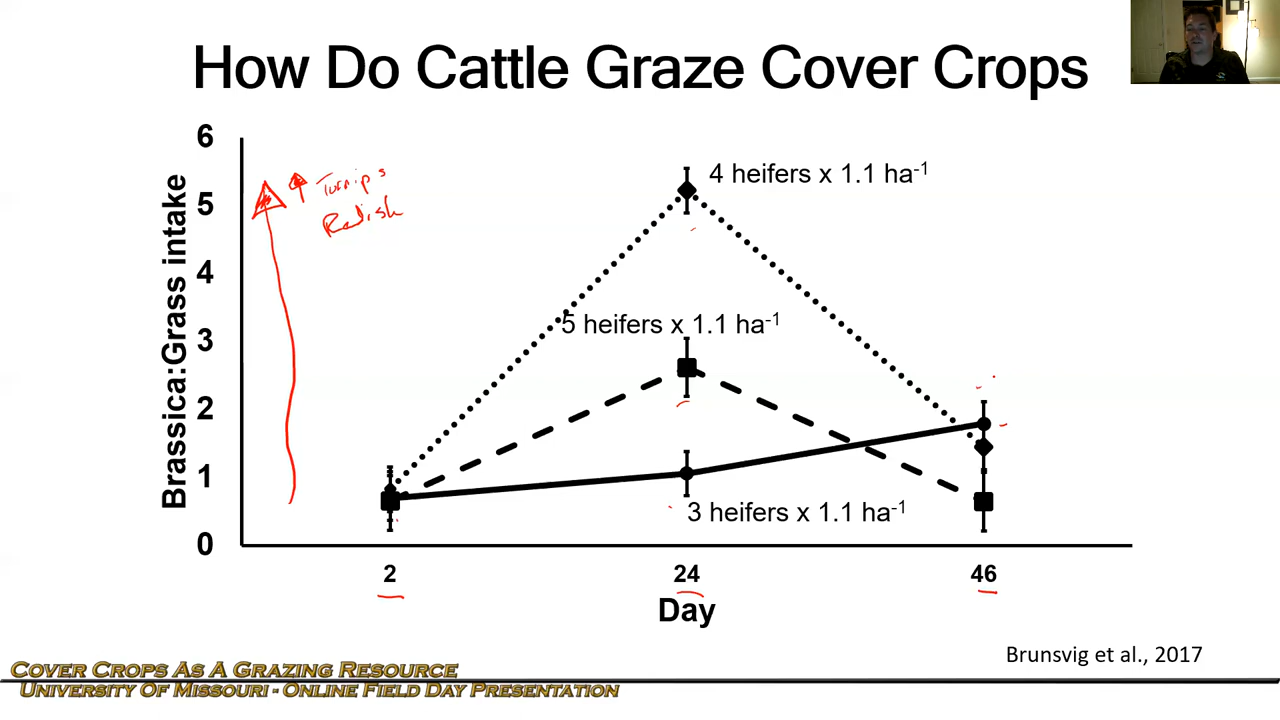 How Do Cattle Graze Cover Crops
Brassica:Grass intake
6
5
4
3
2
1
0
Turnips
Radish
4 heifers x 1.1 ha-1
5 heifers x 1.1 ha-1
3 heifers x 1.1 ha-1
2 24 46
Day
Brunsvig et al., 2017
COVER CROPS AS A GRAZING RESOURCE
UNIVERSITY OF MISSOURI - ONLINE FIELD DAY PRESENTATION